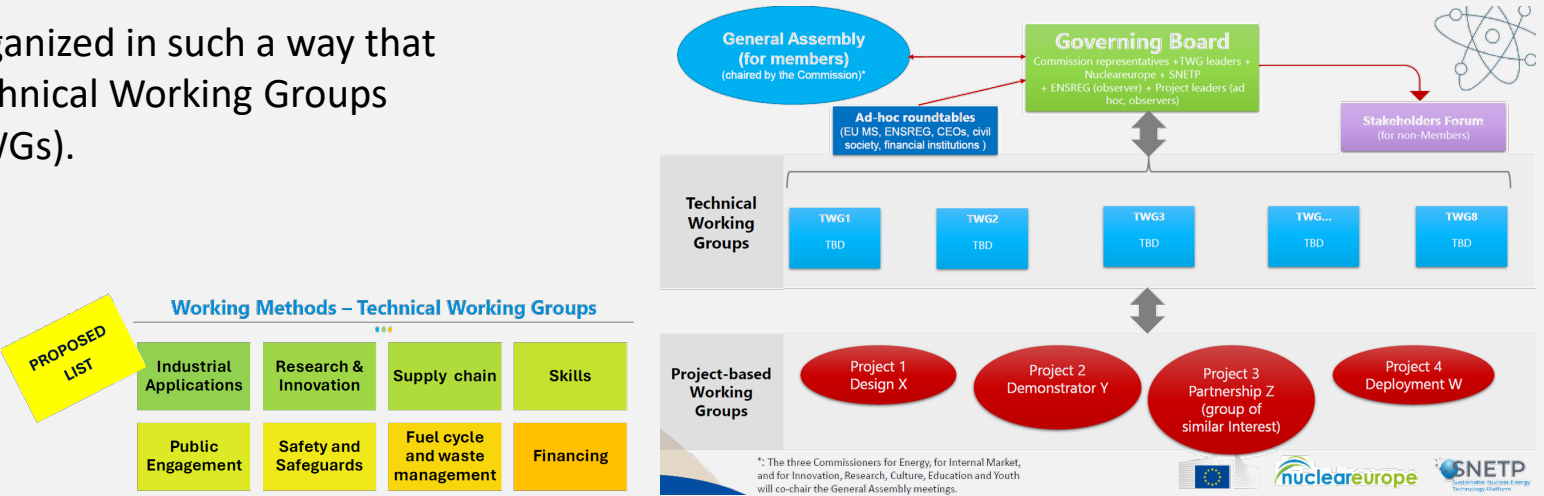 ganized in such a way that
hnical Working Groups
WGs).
PROPOSED
LIST
Working Methods – Technical Working Groups
Industrial
Applications
Research &
Innovation
Supply chain
Skills
Public
Engagement
Safety and
Safeguards
Fuel cycle
and waste
management
Financing
General Assembly
(for members)
(chaired by the Commission)*
Governing Board
Commission representatives +TWG leaders +
Nucleareurope + SNETP
+ ENSREG (observer) + Project leaders (ad
hoc, observers)
Ad-hoc roundtables
(EU MS, ENSREG, CEOs, civil
society, financial institutions )
Stakeholders Forum
(for non-Members)
Technical
Working
Groups
TWG1
TBD
TWG2
TBD
TWG3
TBD
TWG...
TBD
TWG8
TBD
Project-based
Working
Groups
Project 1
Design X
Project 2
Demonstrator Y
Project 3
Partnership Z
(group of
similar Interest)
Project 4
Deployment W
*: The three Commissioners for Energy, for Internal Market,
and for Innovation, Research, Culture, Education and Youth
will co-chair the General Assembly meetings.
nucleareurope
SNETP
Sustainable Nuclear Energy
Technology Platform